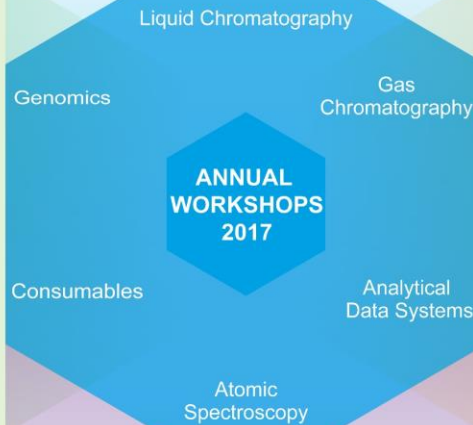 Liquid Chromatography
Genomics
Gas
Chromatography
ANNUAL
WORKSHOPS
2017
Consumables
Analytical
Data Systems
Atomic
Spectroscopy